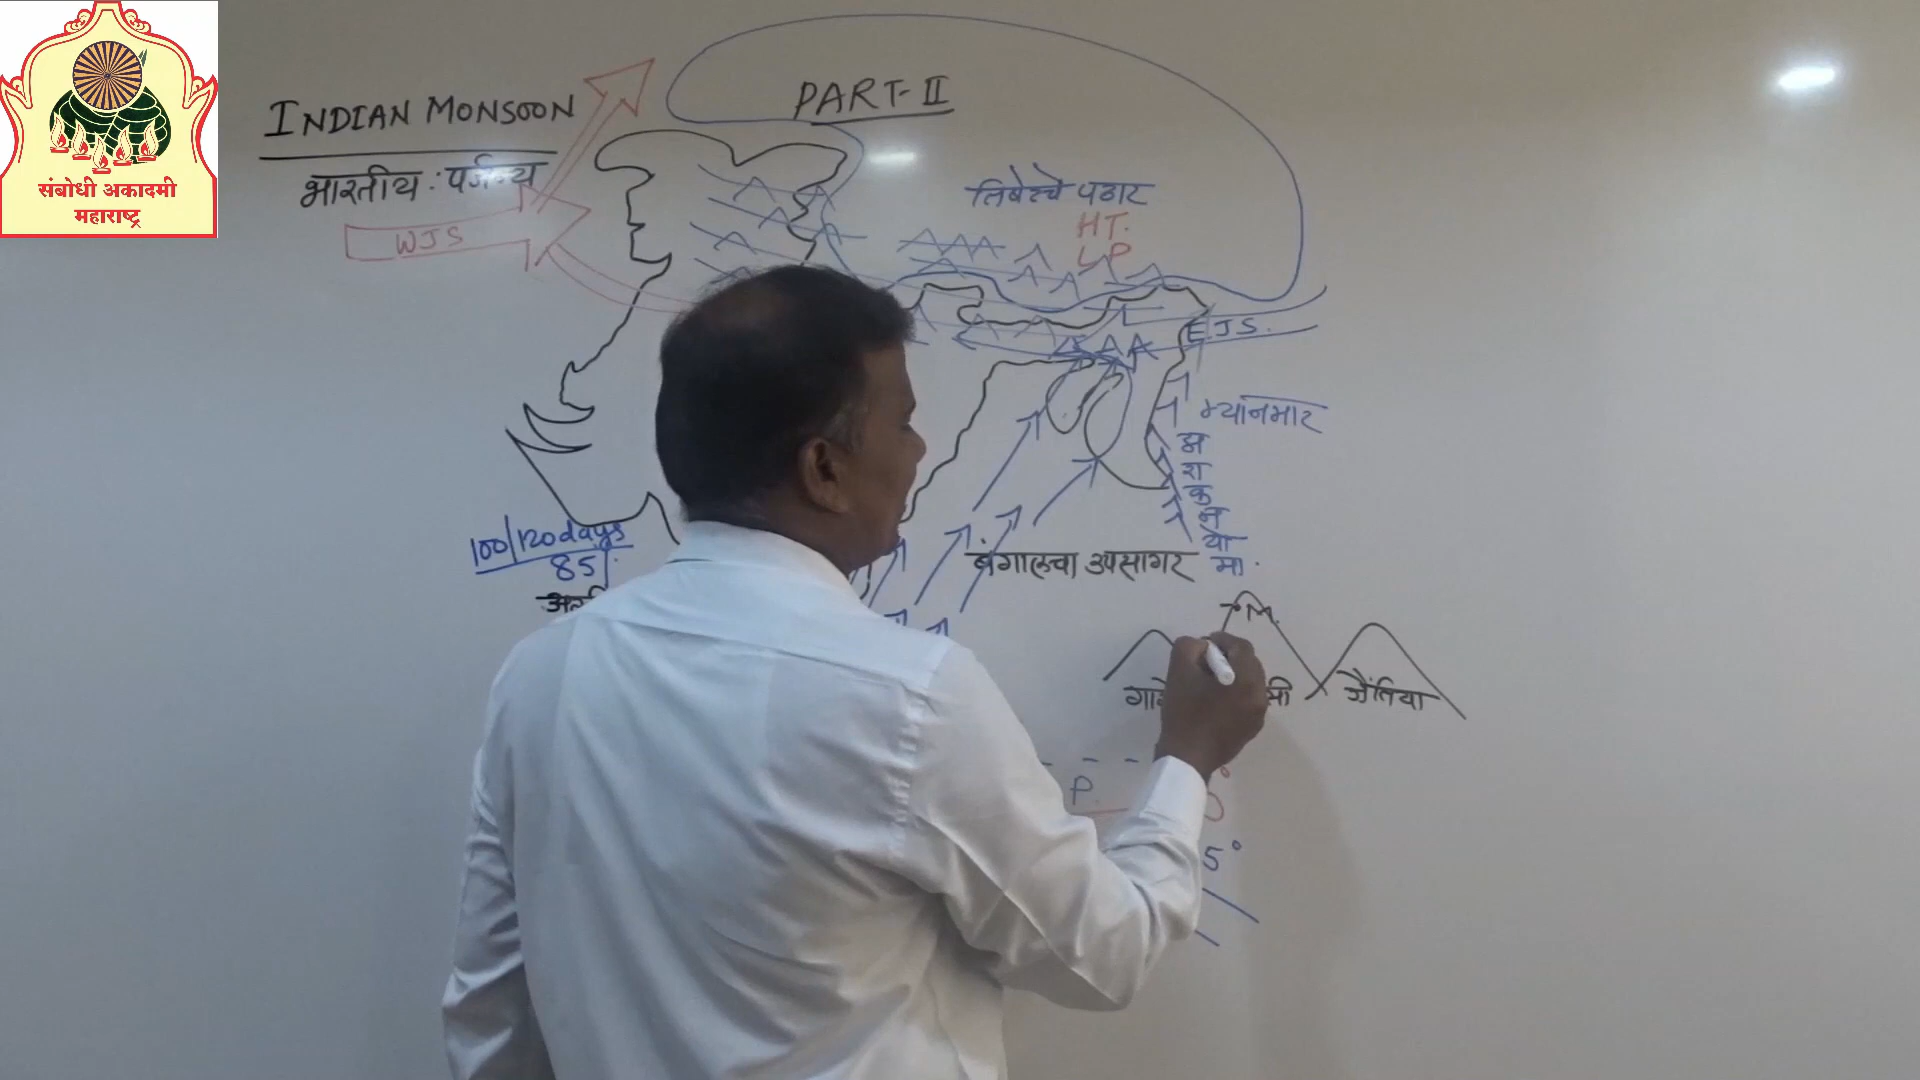 संबोधी अकादमी
महाराष्ट्र
INDIAN MONSOON
भारतीय : पर्जन्य
PART-II
WJS
तिबेटचे पठार
HT.
LP
EJS.
म्यानमार
100/120 days
85
बंगालचा उपसागर
आ
रा
क
न
यो
मा.
जैंतिया
P.
5°